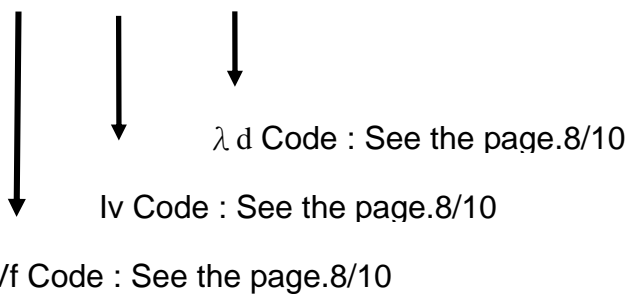 λ d Code : See the page.8/10
Iv Code : See the page.8/10
Vf Code : See the page.8/10